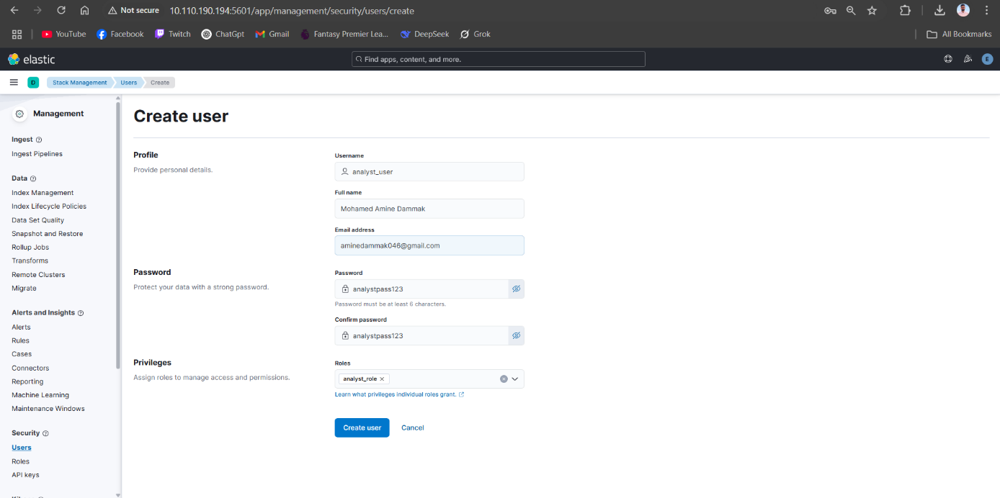 Not secure 10.110.190.194:5601/app/management/security/users/create
YouTube Facebook Twitch ChatGpt Gmail Fantasy Premier Lea... DeepSeek Grok All Bookmarks
elastic Find apps, content, and more. E
D Stack Management Users Create
Management
Ingest
Ingest Pipelines
Data
Index Management
Index Lifecycle Policies
Data Set Quality
Snapshot and Restore
Rollup Jobs
Transforms
Remote Clusters
Migrate
Alerts and Insights
Alerts
Rules
Cases
Connectors
Reporting
Machine Learning
Maintenance Windows
Security
Users
Roles
API keys
Create user
Profile
Provide personal details.
Username
analyst_user
Full name
Mohamed Amine Dammak
Email address
aminedammak046@gmail.com
Password
Protect your data with a strong password.
Password
analystpass123
Password must be at least 6 characters.
Confirm password
analystpass123
Privileges
Assign roles to manage access and permissions.
Roles
analyst_role
Learn what privileges individual roles grant.
Create user Cancel